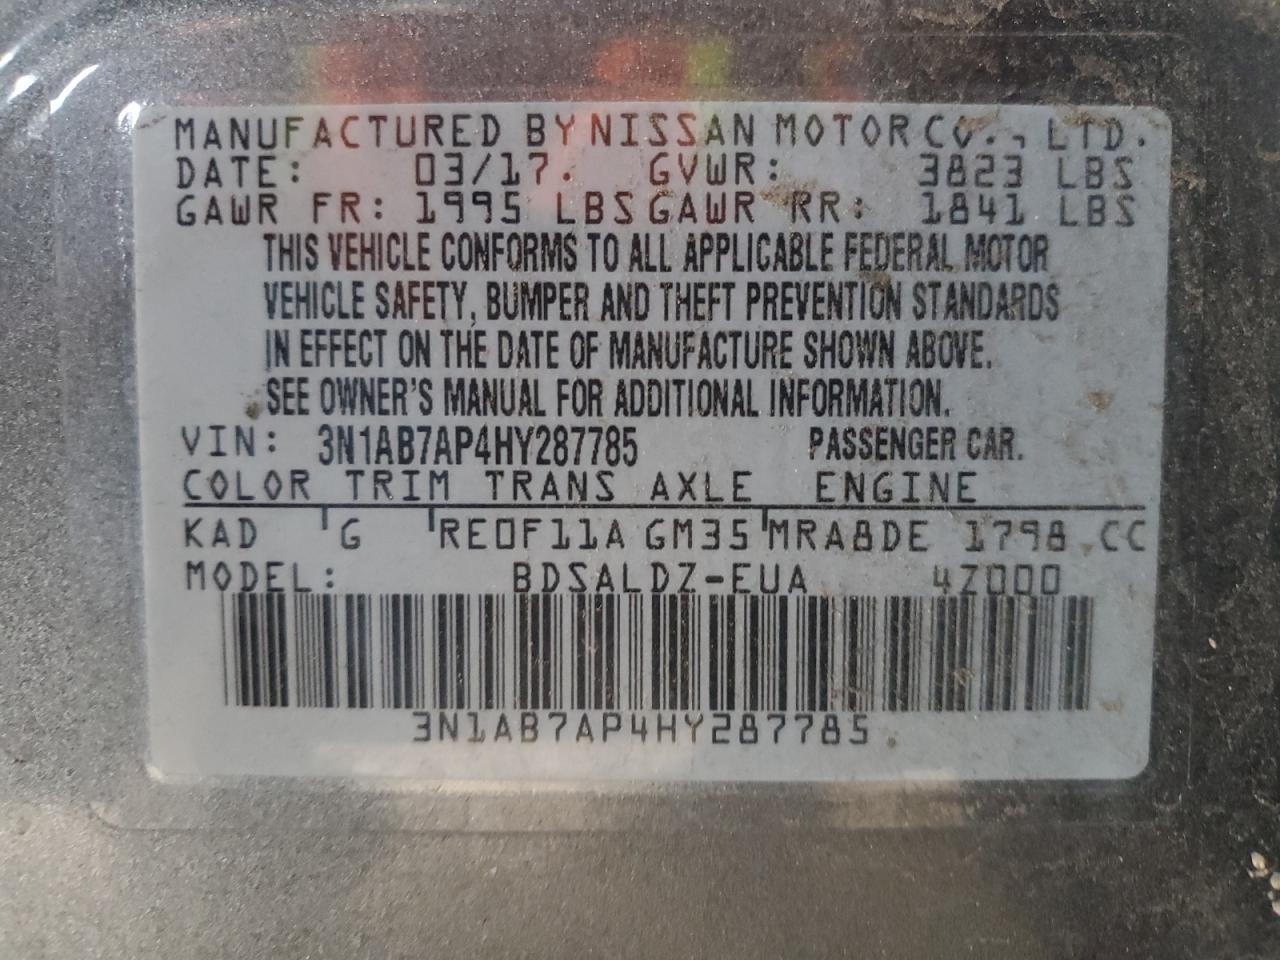 MANUFACTURED BY NISSAN MOTOR CO., LTD.
DATE: 03/17. GVWR: 3823 LBS
GAWR FR: 1995 LBS GAWR RR: 1841 LBS
THIS VEHICLE CONFORMS TO ALL APPLICABLE FEDERAL MOTOR
VEHICLE SAFETY, BUMPER AND THEFT PREVENTION STANDARDS
IN EFFECT ON THE DATE OF MANUFACTURE SHOWN ABOVE.
SEE OWNER'S MANUAL FOR ADDITIONAL INFORMATION.
VIN: 3N1AB7AP4HY287785 PASSENGER CAR.
COLOR TRIM TRANS AXLE ENGINE
KAD G RE0F11A GM35 MRA8DE 1798 CC
MODEL: BDSALDZ-EUA 4Z000
3N1AB7AP4HY287785